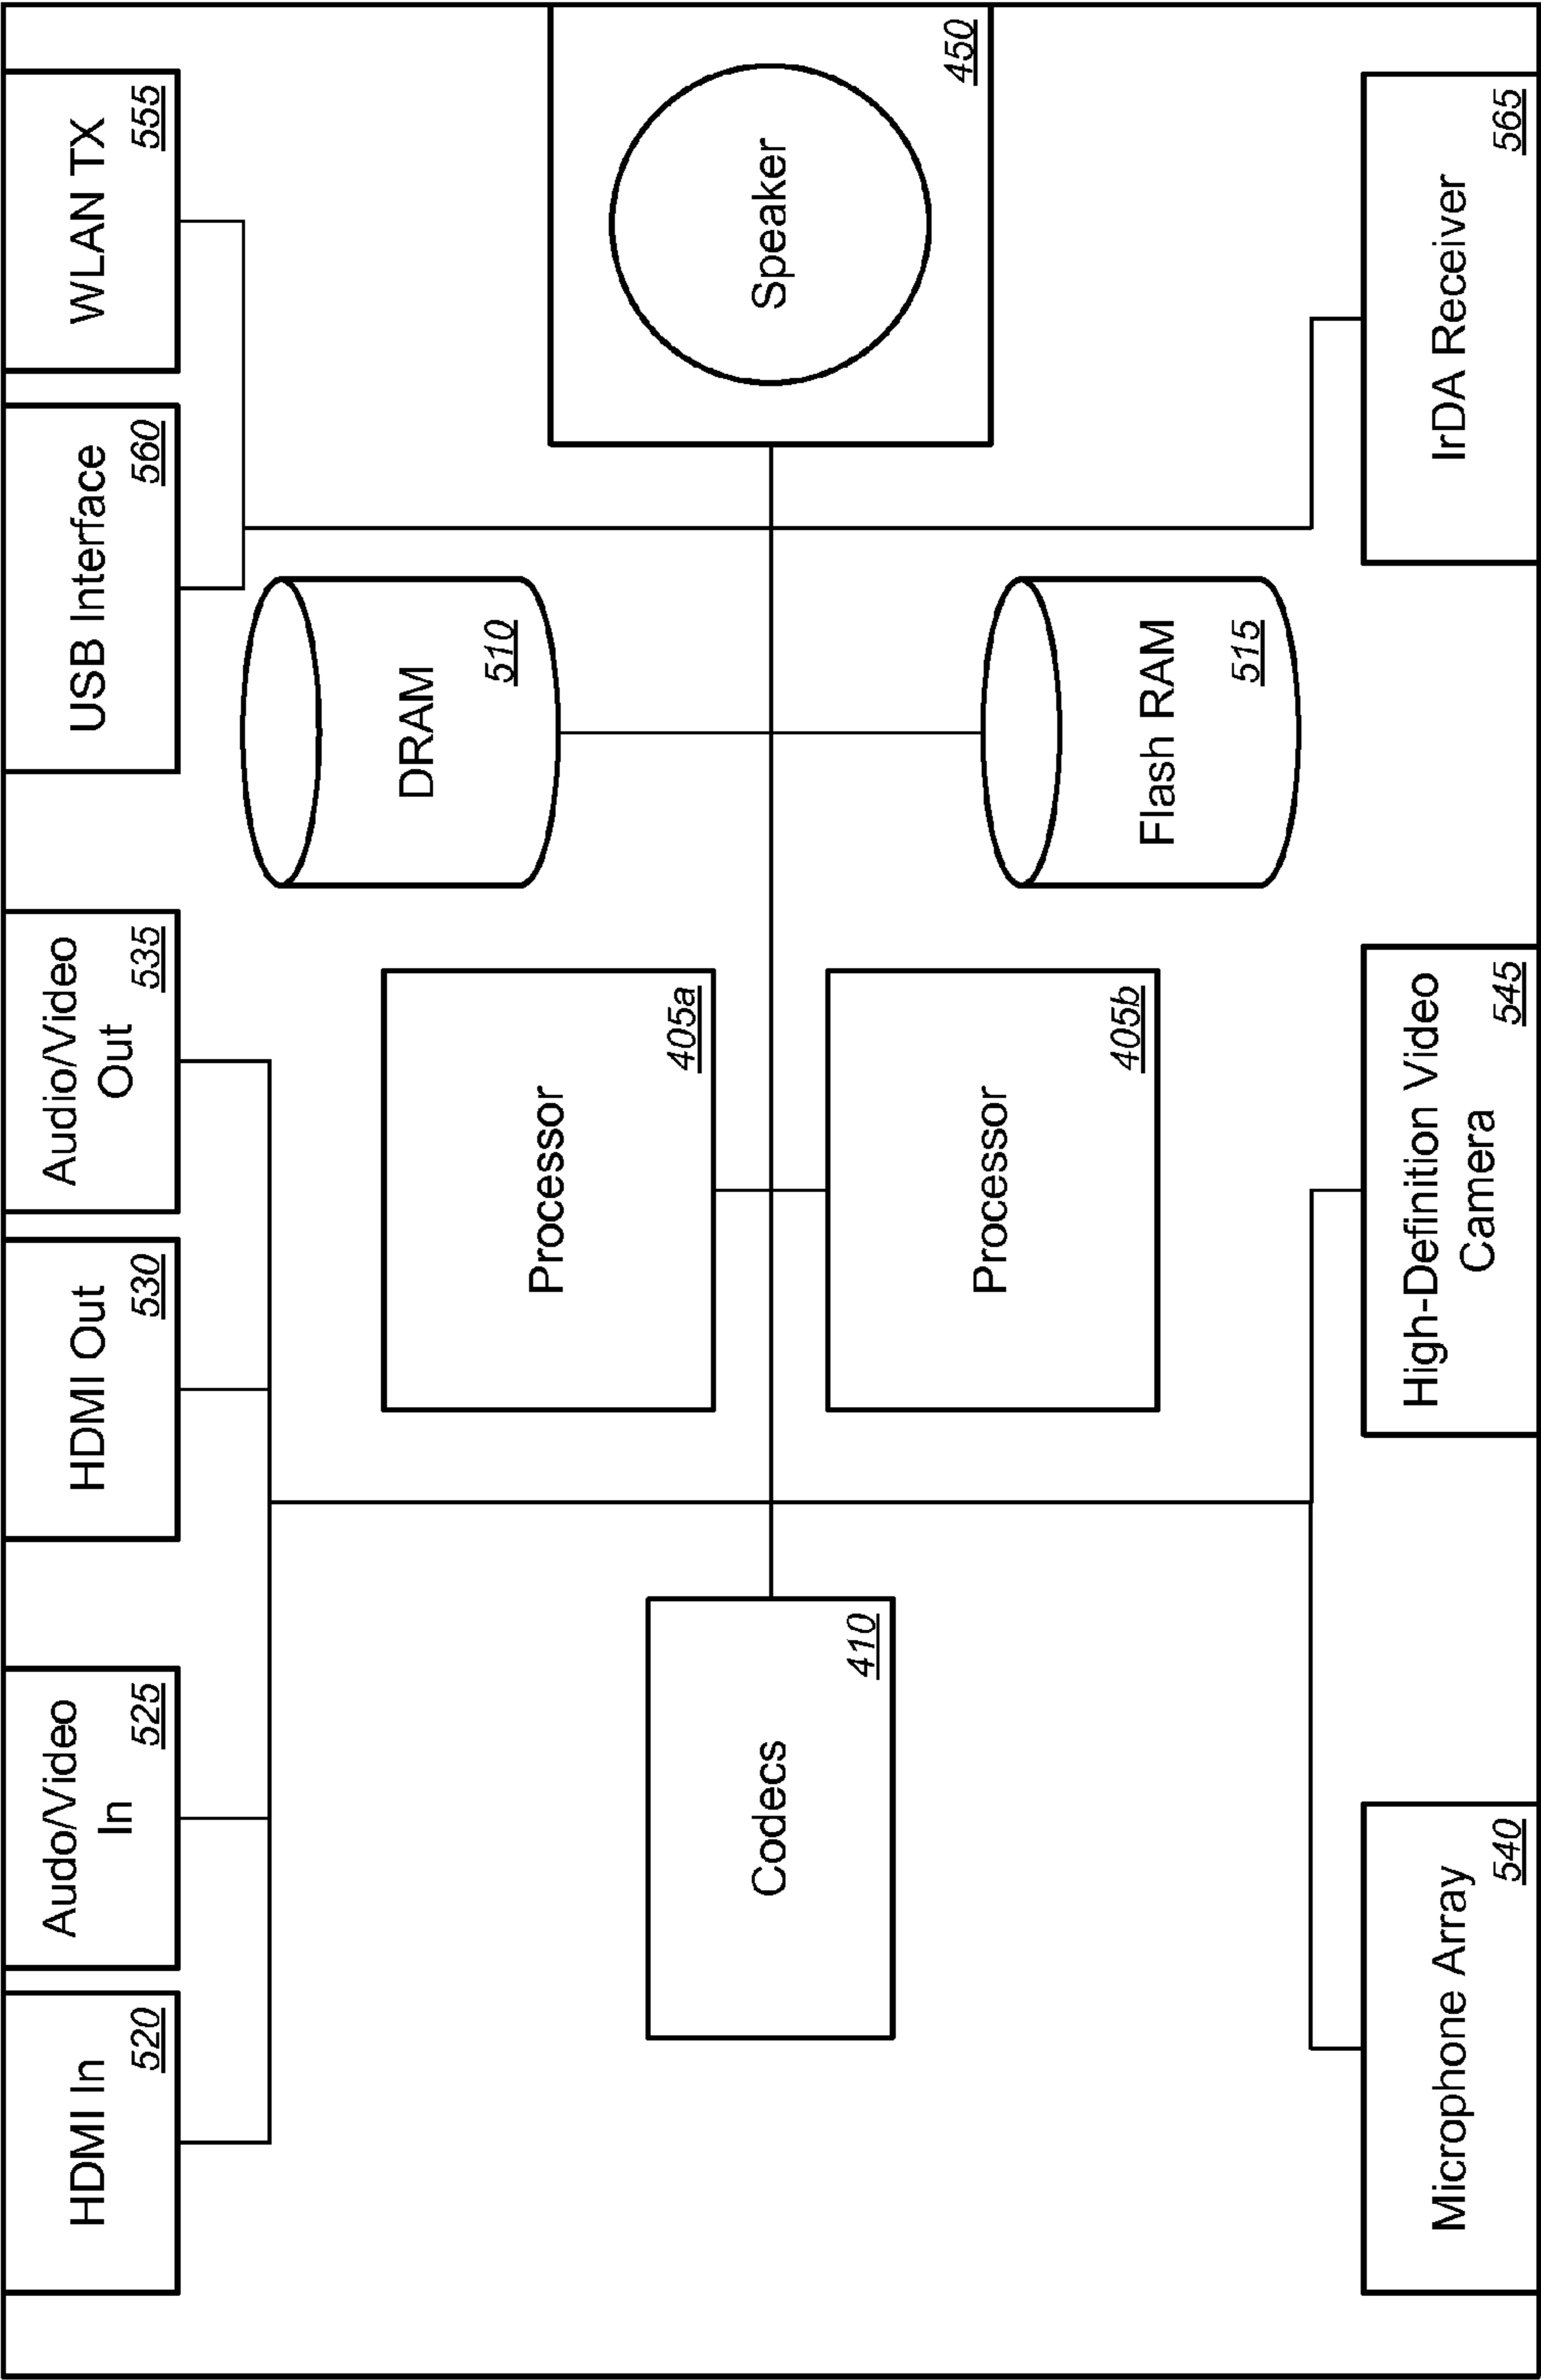 HDMI In
520
Audo/Video
In
525
HDMI Out
530
Audio/Video
Out
535
USB Interface
560
WLAN TX
555
Codecs
410
Processor
405a
Processor
405b
DRAM
510
Flash RAM
515
Speaker
450
Microphone Array
540
High-Definition Video
Camera
545
IrDA Receiver
565